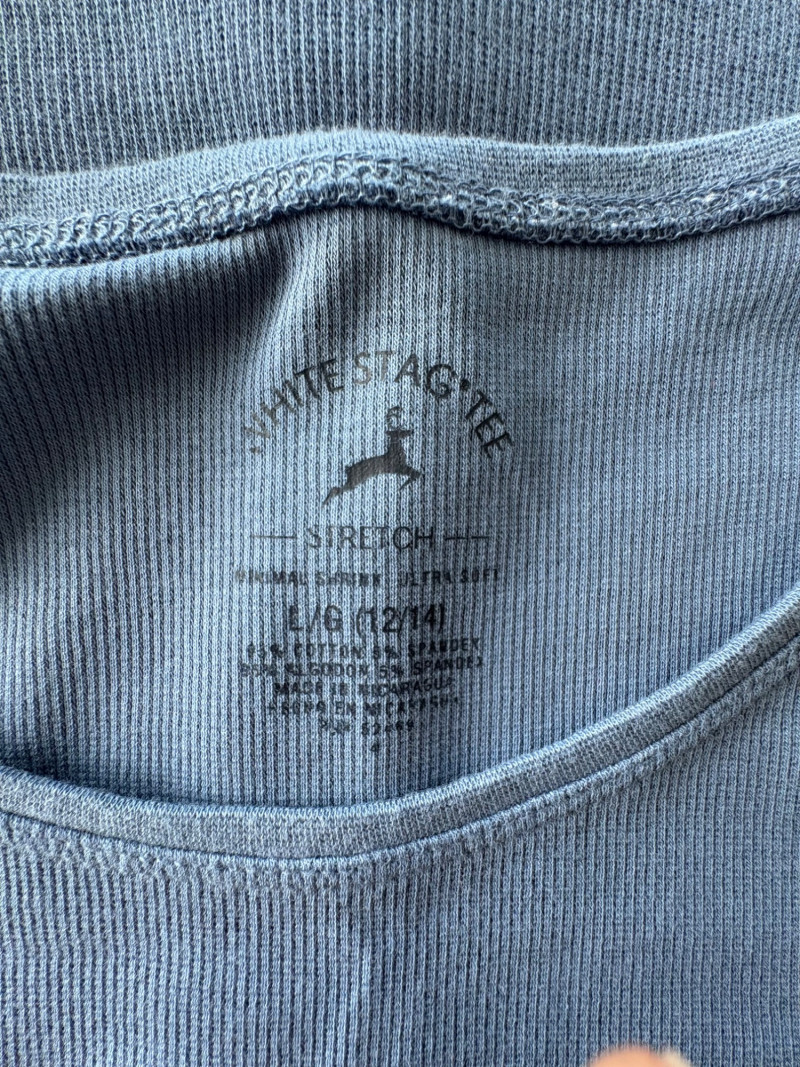 WHITE STAG® TEE
STRETCH
MINIMAL SHRINK ULTRA SOFT
L/G (12/14)
95% COTTON 5% SPANDEX
95% ALGODON 5% SPANDEX
MADE IN NICARAGUA
EN